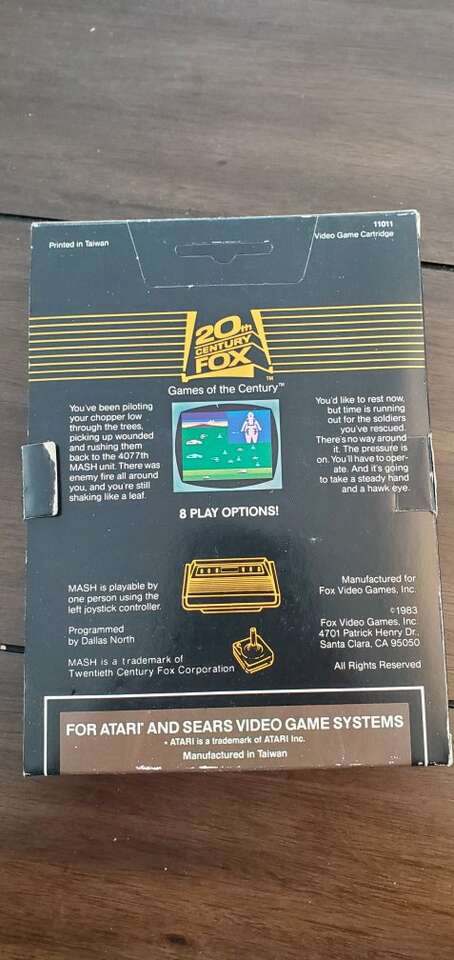 11011
Printed in Taiwan
Video Game Cartridge
20th
CENTURY
FOX
TM
Games of the Century™
You've been piloting
your chopper low
through the trees,
picking up wounded
and rushing them
back to the 4077th
MASH unit. There was
enemy fire all around
you, and you're still
shaking like a leaf.
You'd like to rest now,
but time is running
out for the soldiers
you've rescued.
There's no way around
it. The pressure is
on. You'll have to oper-
ate. And it's going
to take a steady hand
and a hawk eye.
8 PLAY OPTIONS!
MASH is playable by
one person using the
left joystick controller.
Programmed
by Dallas North
MASH is a trademark of
Twentieth Century Fox Corporation
Manufactured for
Fox Video Games, Inc.
©1983
Fox Video Games, Inc.
4701 Patrick Henry Dr.,
Santa Clara, CA 95050
All Rights Reserved
FOR ATARI* AND SEARS VIDEO GAME SYSTEMS
* ATARI is a trademark of ATARI Inc.
Manufactured in Taiwan